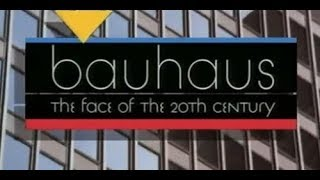 bauhaus
the face of the 20th century